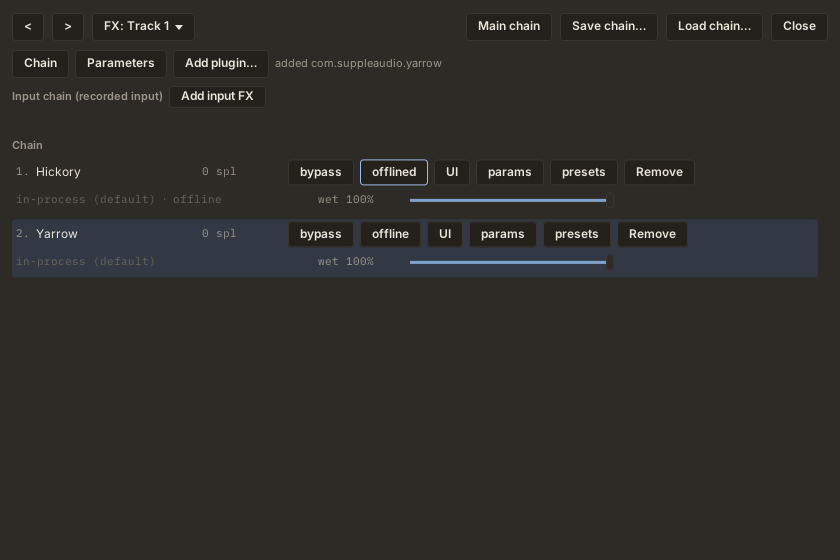 < > FX: Track 1 Main chain Save chain... Load chain... Close
Chain Parameters Add plugin... added com.suppleaudio.yarrow
Input chain (recorded input) Add input FX
Chain
1. Hickory 0 spl bypass offlined UI params presets Remove
in-process (default) · offline wet 100%
2. Yarrow 0 spl bypass offline UI params presets Remove
in-process (default) wet 100%